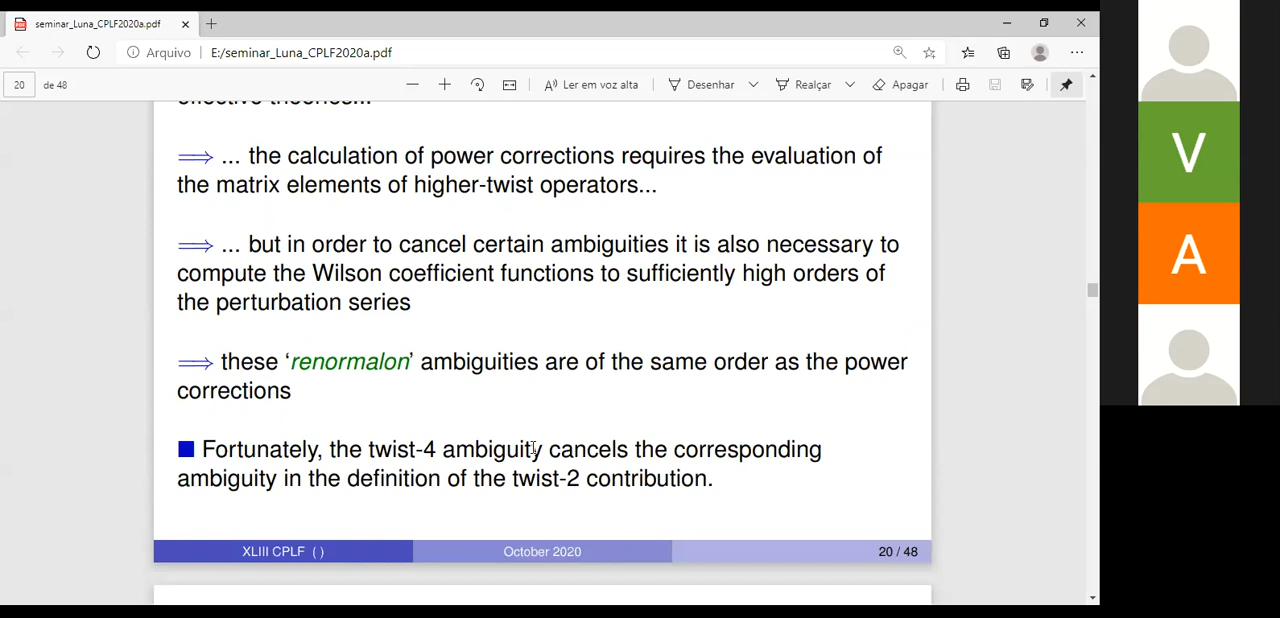 seminar_Luna_CPLF2020a.pdf
Arquivo
E:/seminar_Luna_CPLF2020a.pdf
20 de 48
Ler em voz alta
Desenhar
Realçar
Apagar
effective theories...
⟹ ... the calculation of power corrections requires the evaluation of
the matrix elements of higher-twist operators...
⟹ ... but in order to cancel certain ambiguities it is also necessary to
compute the Wilson coefficient functions to sufficiently high orders of
the perturbation series
⟹ these ‘renormalon’ ambiguities are of the same order as the power
corrections
Fortunately, the twist-4 ambiguity cancels the corresponding
ambiguity in the definition of the twist-2 contribution.
XLIII CPLF ( )
October 2020
20 / 48
V
A